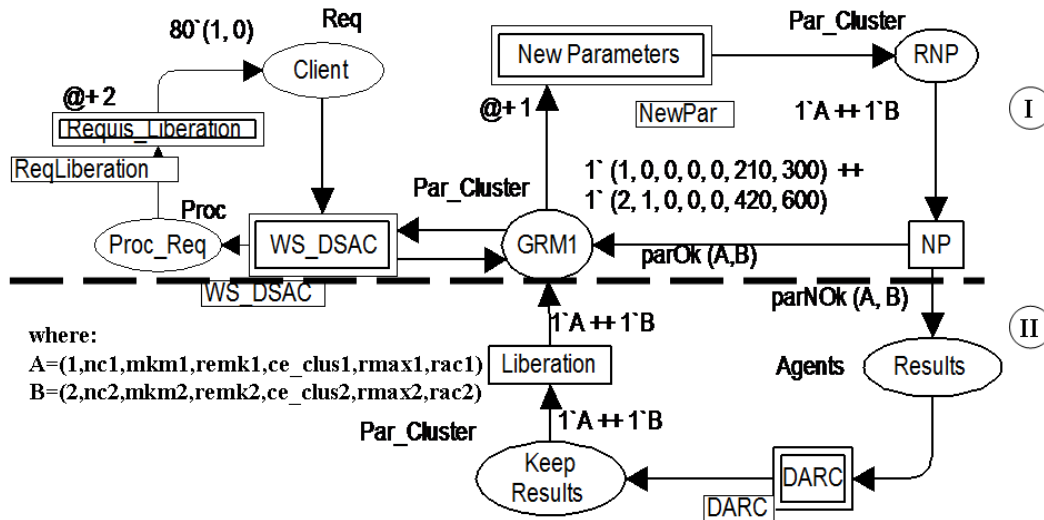 Req
80`(1, 0)
Client
@+2
Requis_Liberation
ReqLiberation
Proc
Proc_Req
WS_DSAC
WS_DSAC
Par_Cluster
New Parameters
NewPar
@+1
Par_Cluster
RNP
1`A ++ 1`B
I
1` (1, 0, 0, 0, 0, 210, 300) ++
1` (2, 1, 0, 0, 0, 420, 600)
GRM1
parOk (A,B)
NP
parNOk (A, B)
II
where:
A=(1,nc1,mkm1,remk1,ce_clus1,rmax1,rac1)
B=(2,nc2,mkm2,remk2,ce_clus2,rmax2,rac2)
1`A ++ 1`B
Liberation
Agents
Results
Par_Cluster
1`A ++ 1`B
Keep
Results
DARC
DARC